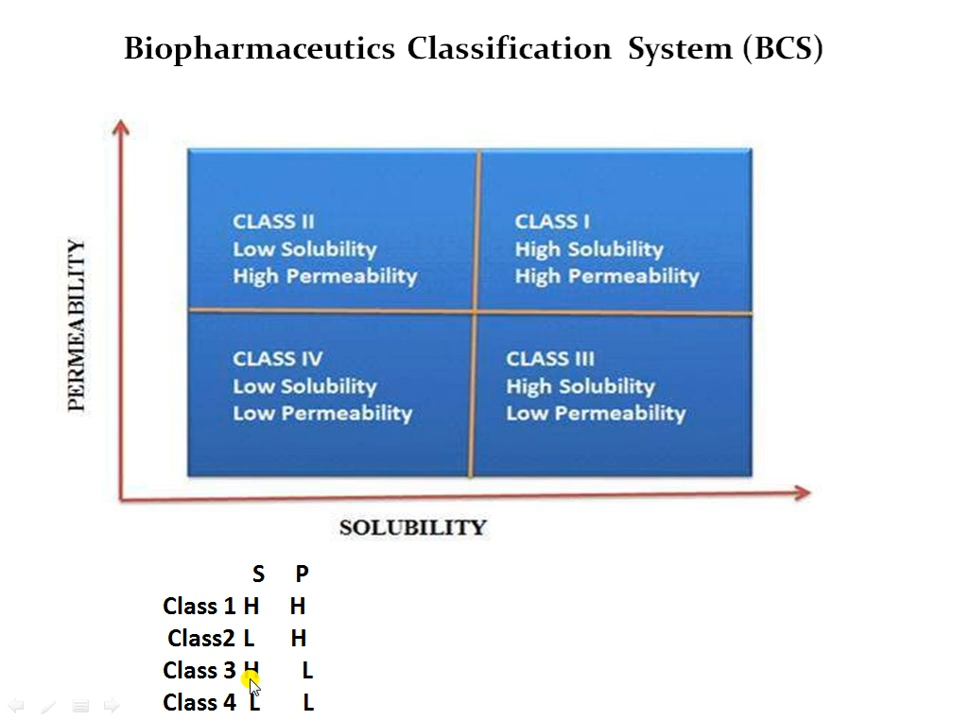 Biopharmaceutics Classification System (BCS)
PERMEABILITY
CLASS II
Low Solubility
High Permeability
CLASS I
High Solubility
High Permeability
CLASS IV
Low Solubility
Low Permeability
CLASS III
High Solubility
Low Permeability
SOLUBILITY
S P
Class 1 H H
Class2 L H
Class 3 H L
Class 4 L L